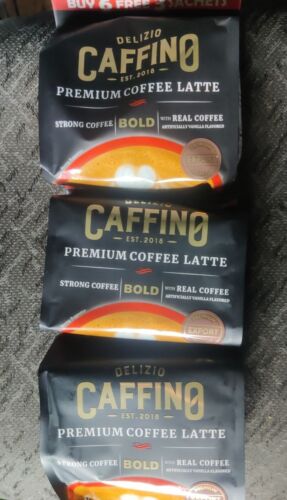 BUY 6 FREE 3 SACHETS
DELIZIO
CAFFINO
EST. 2018
PREMIUM COFFEE LATTE
STRONG COFFEE BOLD WITH REAL COFFEE
ARTIFICIALLY VANILLA FLAVORED
CAFFINO
EST. 2018
PREMIUM COFFEE LATTE
STRONG COFFEE BOLD WITH REAL COFFEE
ARTIFICIALLY VANILLA FLAVORED
EXPORT
DELIZIO
CAFFINO
EST. 2018
PREMIUM COFFEE LATTE
STRONG COFFEE BOLD WITH REAL COFFEE
ARTIFICIALLY VANILLA FLAVORED